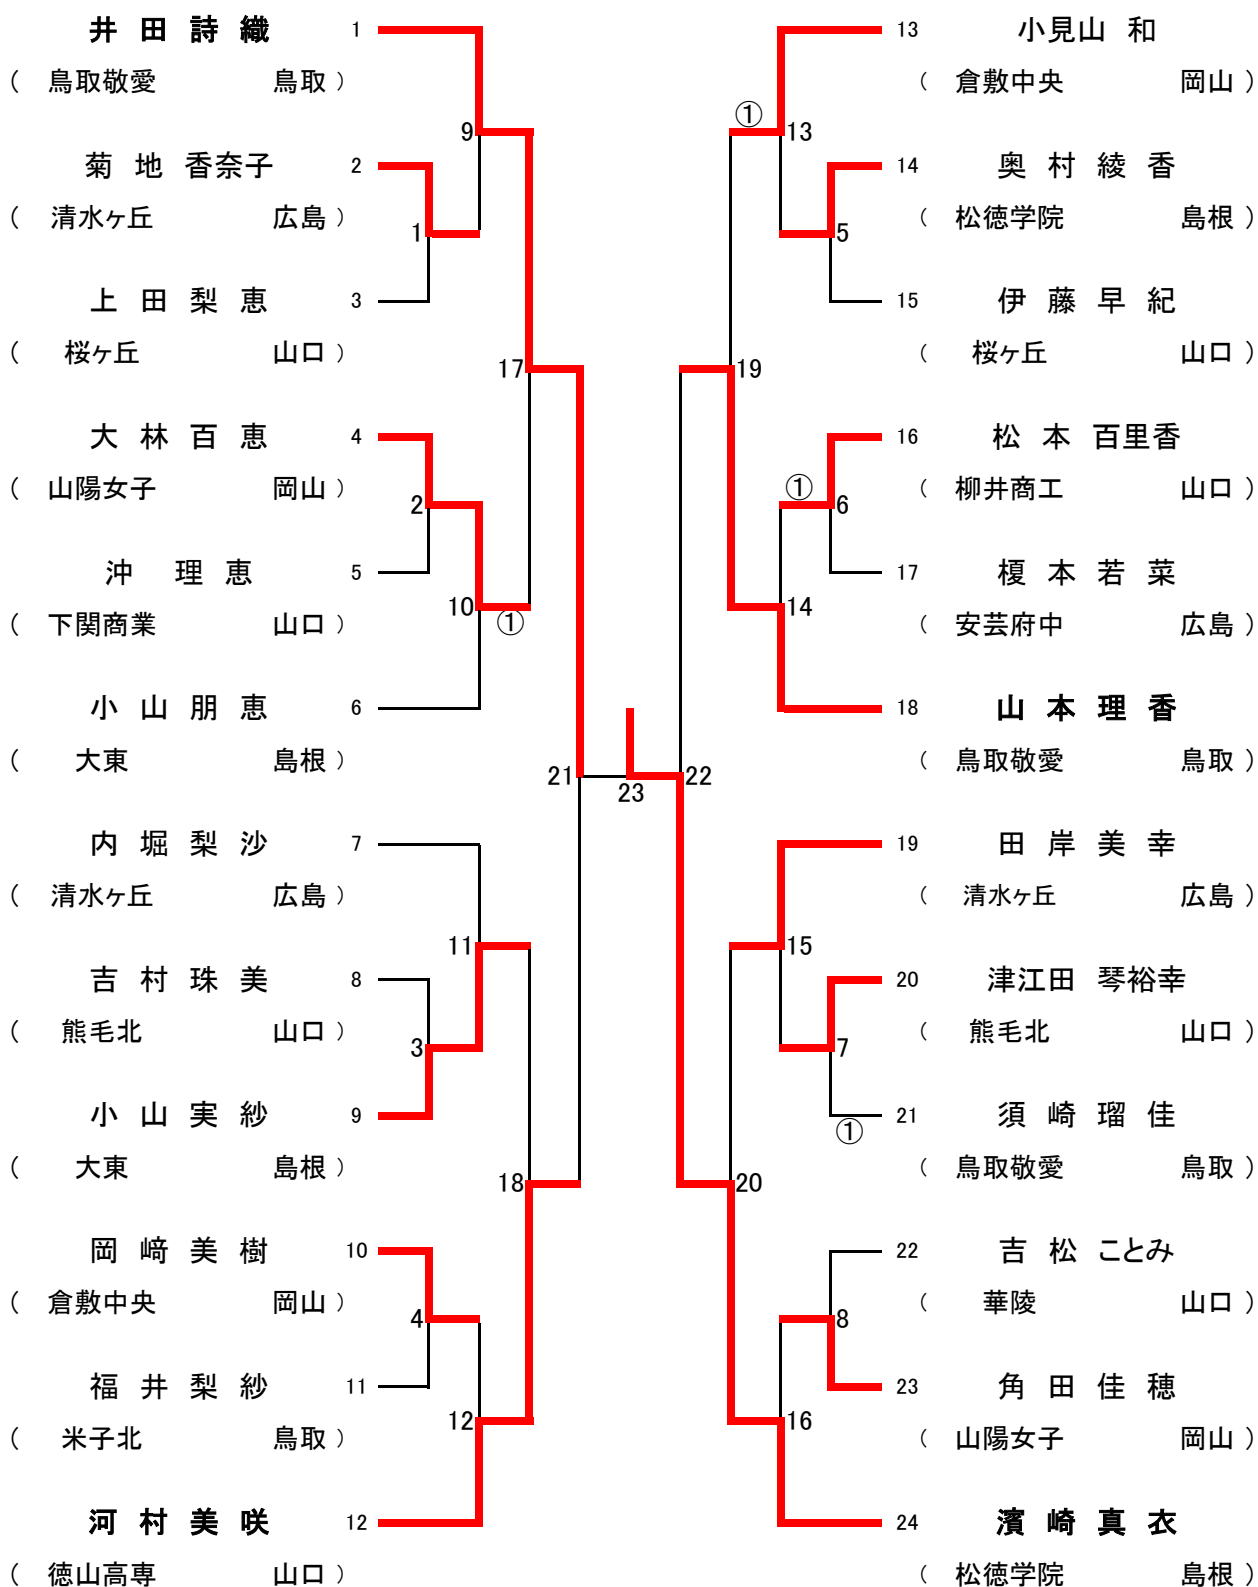 井田詩織 1
( 鳥取敬愛 鳥取 )
9
菊地 香奈子 2
( 清水ヶ丘 広島 )
1
上田梨恵 3
( 桜ヶ丘 山口 )
17
大林百恵 4
( 山陽女子 岡山 )
2
沖 理恵 5
( 下関商業 山口 )
10 ①
小山朋恵 6
( 大東 島根 )
21
内堀梨沙 7
( 清水ヶ丘 広島 )
11
吉村珠美 8
( 熊毛北 山口 )
3
小山実紗 9
( 大東 島根 )
18
岡﨑美樹 10
( 倉敷中央 岡山 )
4
福井梨紗 11
( 米子北 鳥取 )
12
河村美咲 12
( 徳山高専 山口 )
23
13 小見山 和
( 倉敷中央 岡山 )
① 13
14 奥村綾香
( 松徳学院 島根 )
5
15 伊藤早紀
( 桜ヶ丘 山口 )
19
16 松本 百里香
( 柳井商工 山口 )
① 6
17 榎本若菜
( 安芸府中 広島 )
14
18 山本理香
( 鳥取敬愛 鳥取 )
22
19 田岸美幸
( 清水ヶ丘 広島 )
15
20 津江田 琴裕幸
( 熊毛北 山口 )
7
21 須崎瑠佳
①
( 鳥取敬愛 鳥取 )
20
22 吉松 ことみ
( 華陵 山口 )
8
23 角田佳穂
( 山陽女子 岡山 )
16
24 濱崎真衣
( 松徳学院 島根 )